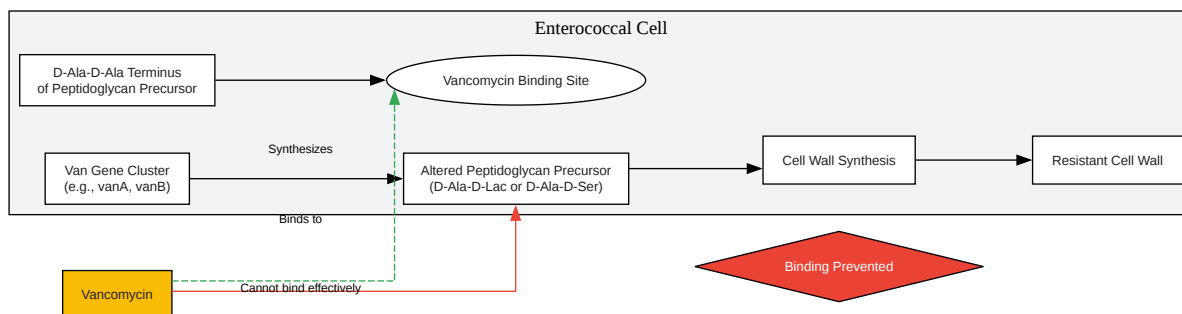 Enterococcal Cell
D-Ala-D-Ala Terminus
of Peptidoglycan Precursor
Vancomycin Binding Site
Synthesizes
Van Gene Cluster
(e.g., vanA, vanB)
Altered Peptidoglycan Precursor
(D-Ala-D-Lac or D-Ala-D-Ser)
Cell Wall Synthesis
Resistant Cell Wall
Binds to
Binding Prevented
Vancomycin
Cannot bind effectively